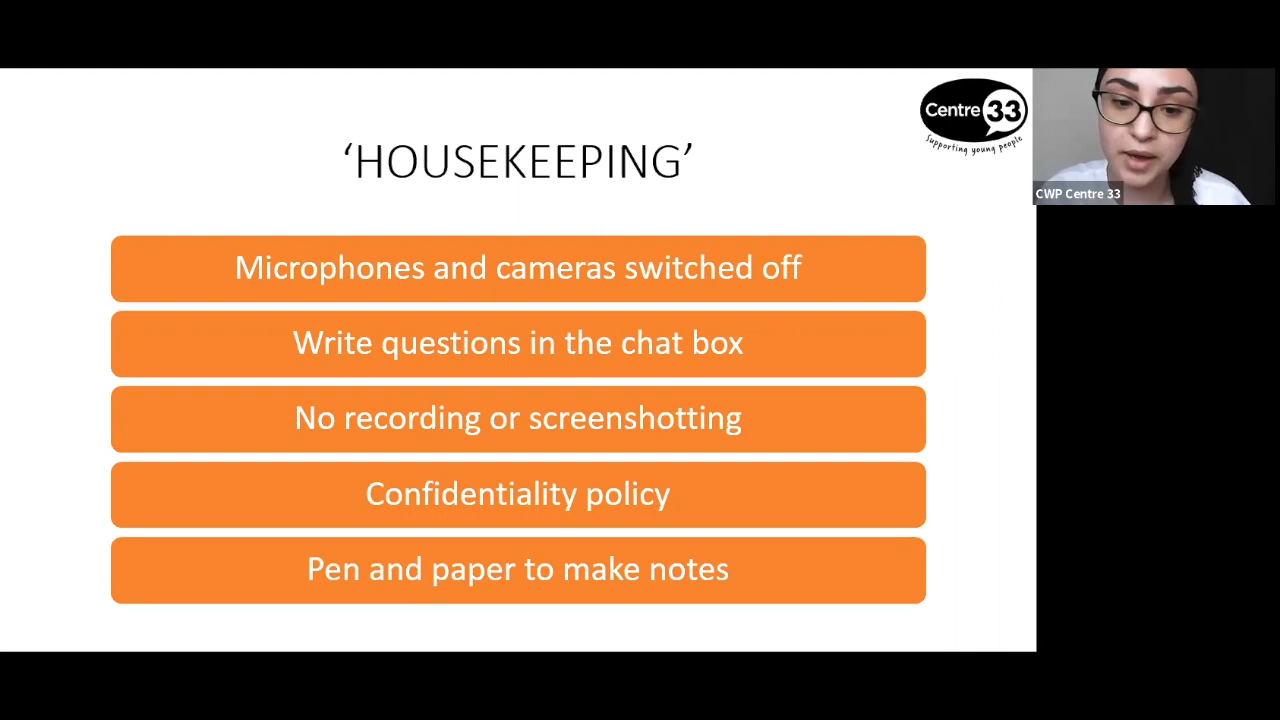 Centre 33
Supporting young people
CWP Centre 33
‘HOUSEKEEPING’
Microphones and cameras switched off
Write questions in the chat box
No recording or screenshotting
Confidentiality policy
Pen and paper to make notes